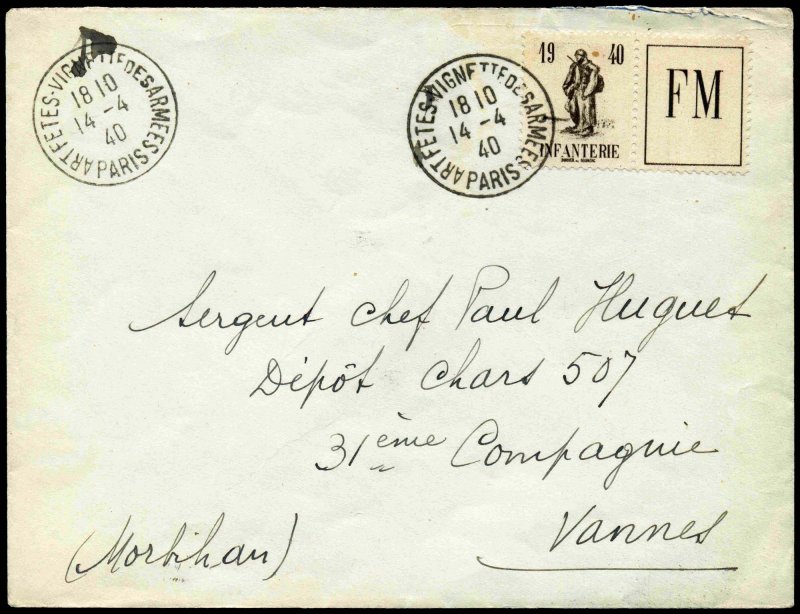 ART FETES-VIGNETTE DES ARMEES
18 10
14 -4
40
PARIS
ART FETES-VIGNETTE DES ARMEES
18 10
14 -4
40
PARIS
19 40
INFANTERIE
FM
Sergent chef Paul Huguet
Dépôt chars 507
31ème Compagnie
Vannes
(Morbihan)